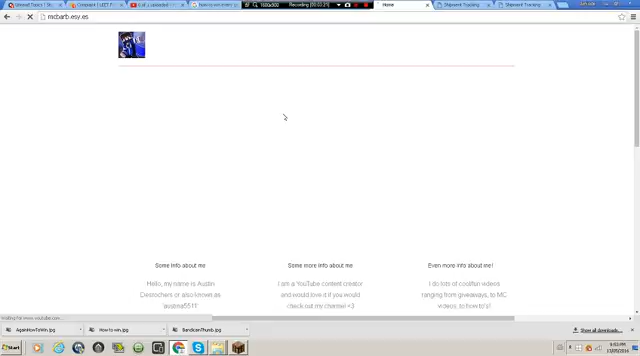 Unread Topics
Recording [00:03:21]
Home
Shipment Tracking
Shipment Tracking
mcbarb.esy.es
Some info about me
Some more info about me
Even more info about me!
Hello, my name is Austin
Desrochers or also known as
'austina5511'.
I am a YouTube content creator
and would love it if you would
check out my channel <3
I do lots of cool/fun videos
ranging from giveaways, to MC
videos, to how to's!
Waiting for www.youtube.com...
AgainHowToWin.jpg
How to win.jpg
BandicamThumb.jpg
Show all downloads...
Start